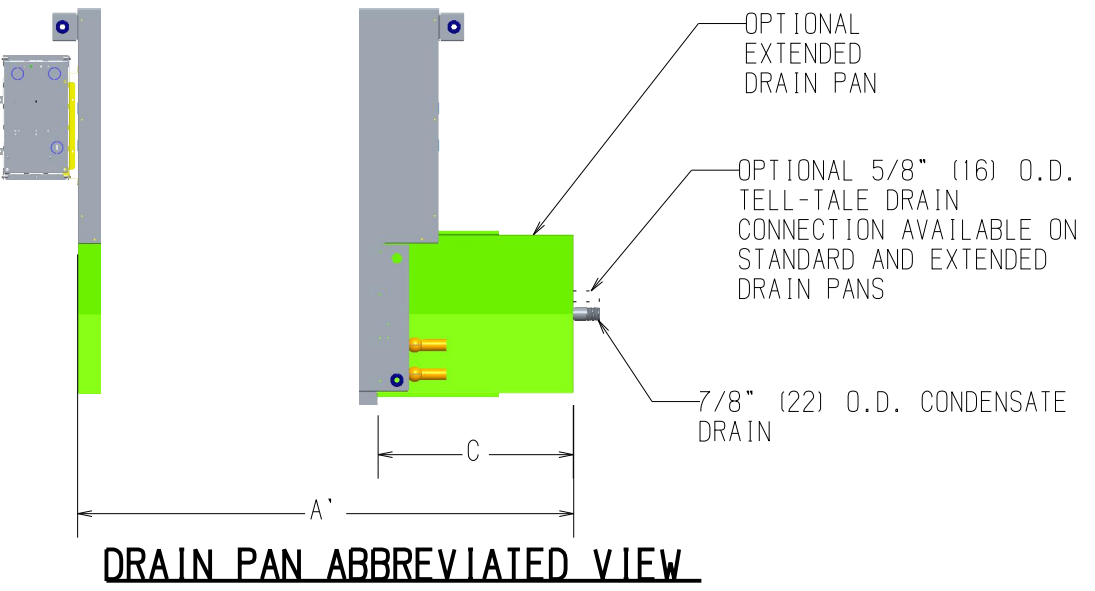 OPTIONAL
EXTENDED
DRAIN PAN
OPTIONAL 5/8" (16) O.D.
TELL-TALE DRAIN
CONNECTION AVAILABLE ON
STANDARD AND EXTENDED
DRAIN PANS
7/8" (22) O.D. CONDENSATE
DRAIN
C
A'
DRAIN PAN ABBREVIATED VIEW